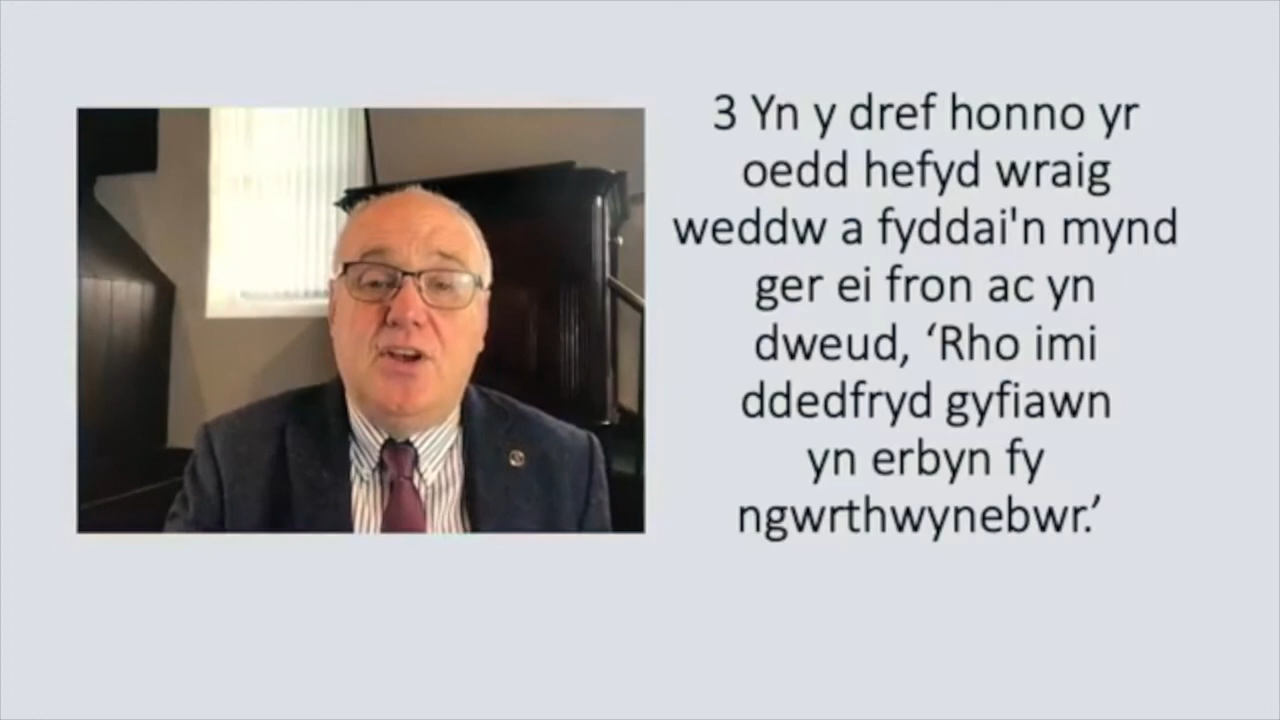 3 Yn y dref honno yr
oedd hefyd wraig
weddw a fyddai'n mynd
ger ei fron ac yn
dweud, ‘Rho imi
ddedfryd gyfiawn
yn erbyn fy
ngwrthwynebwr.’